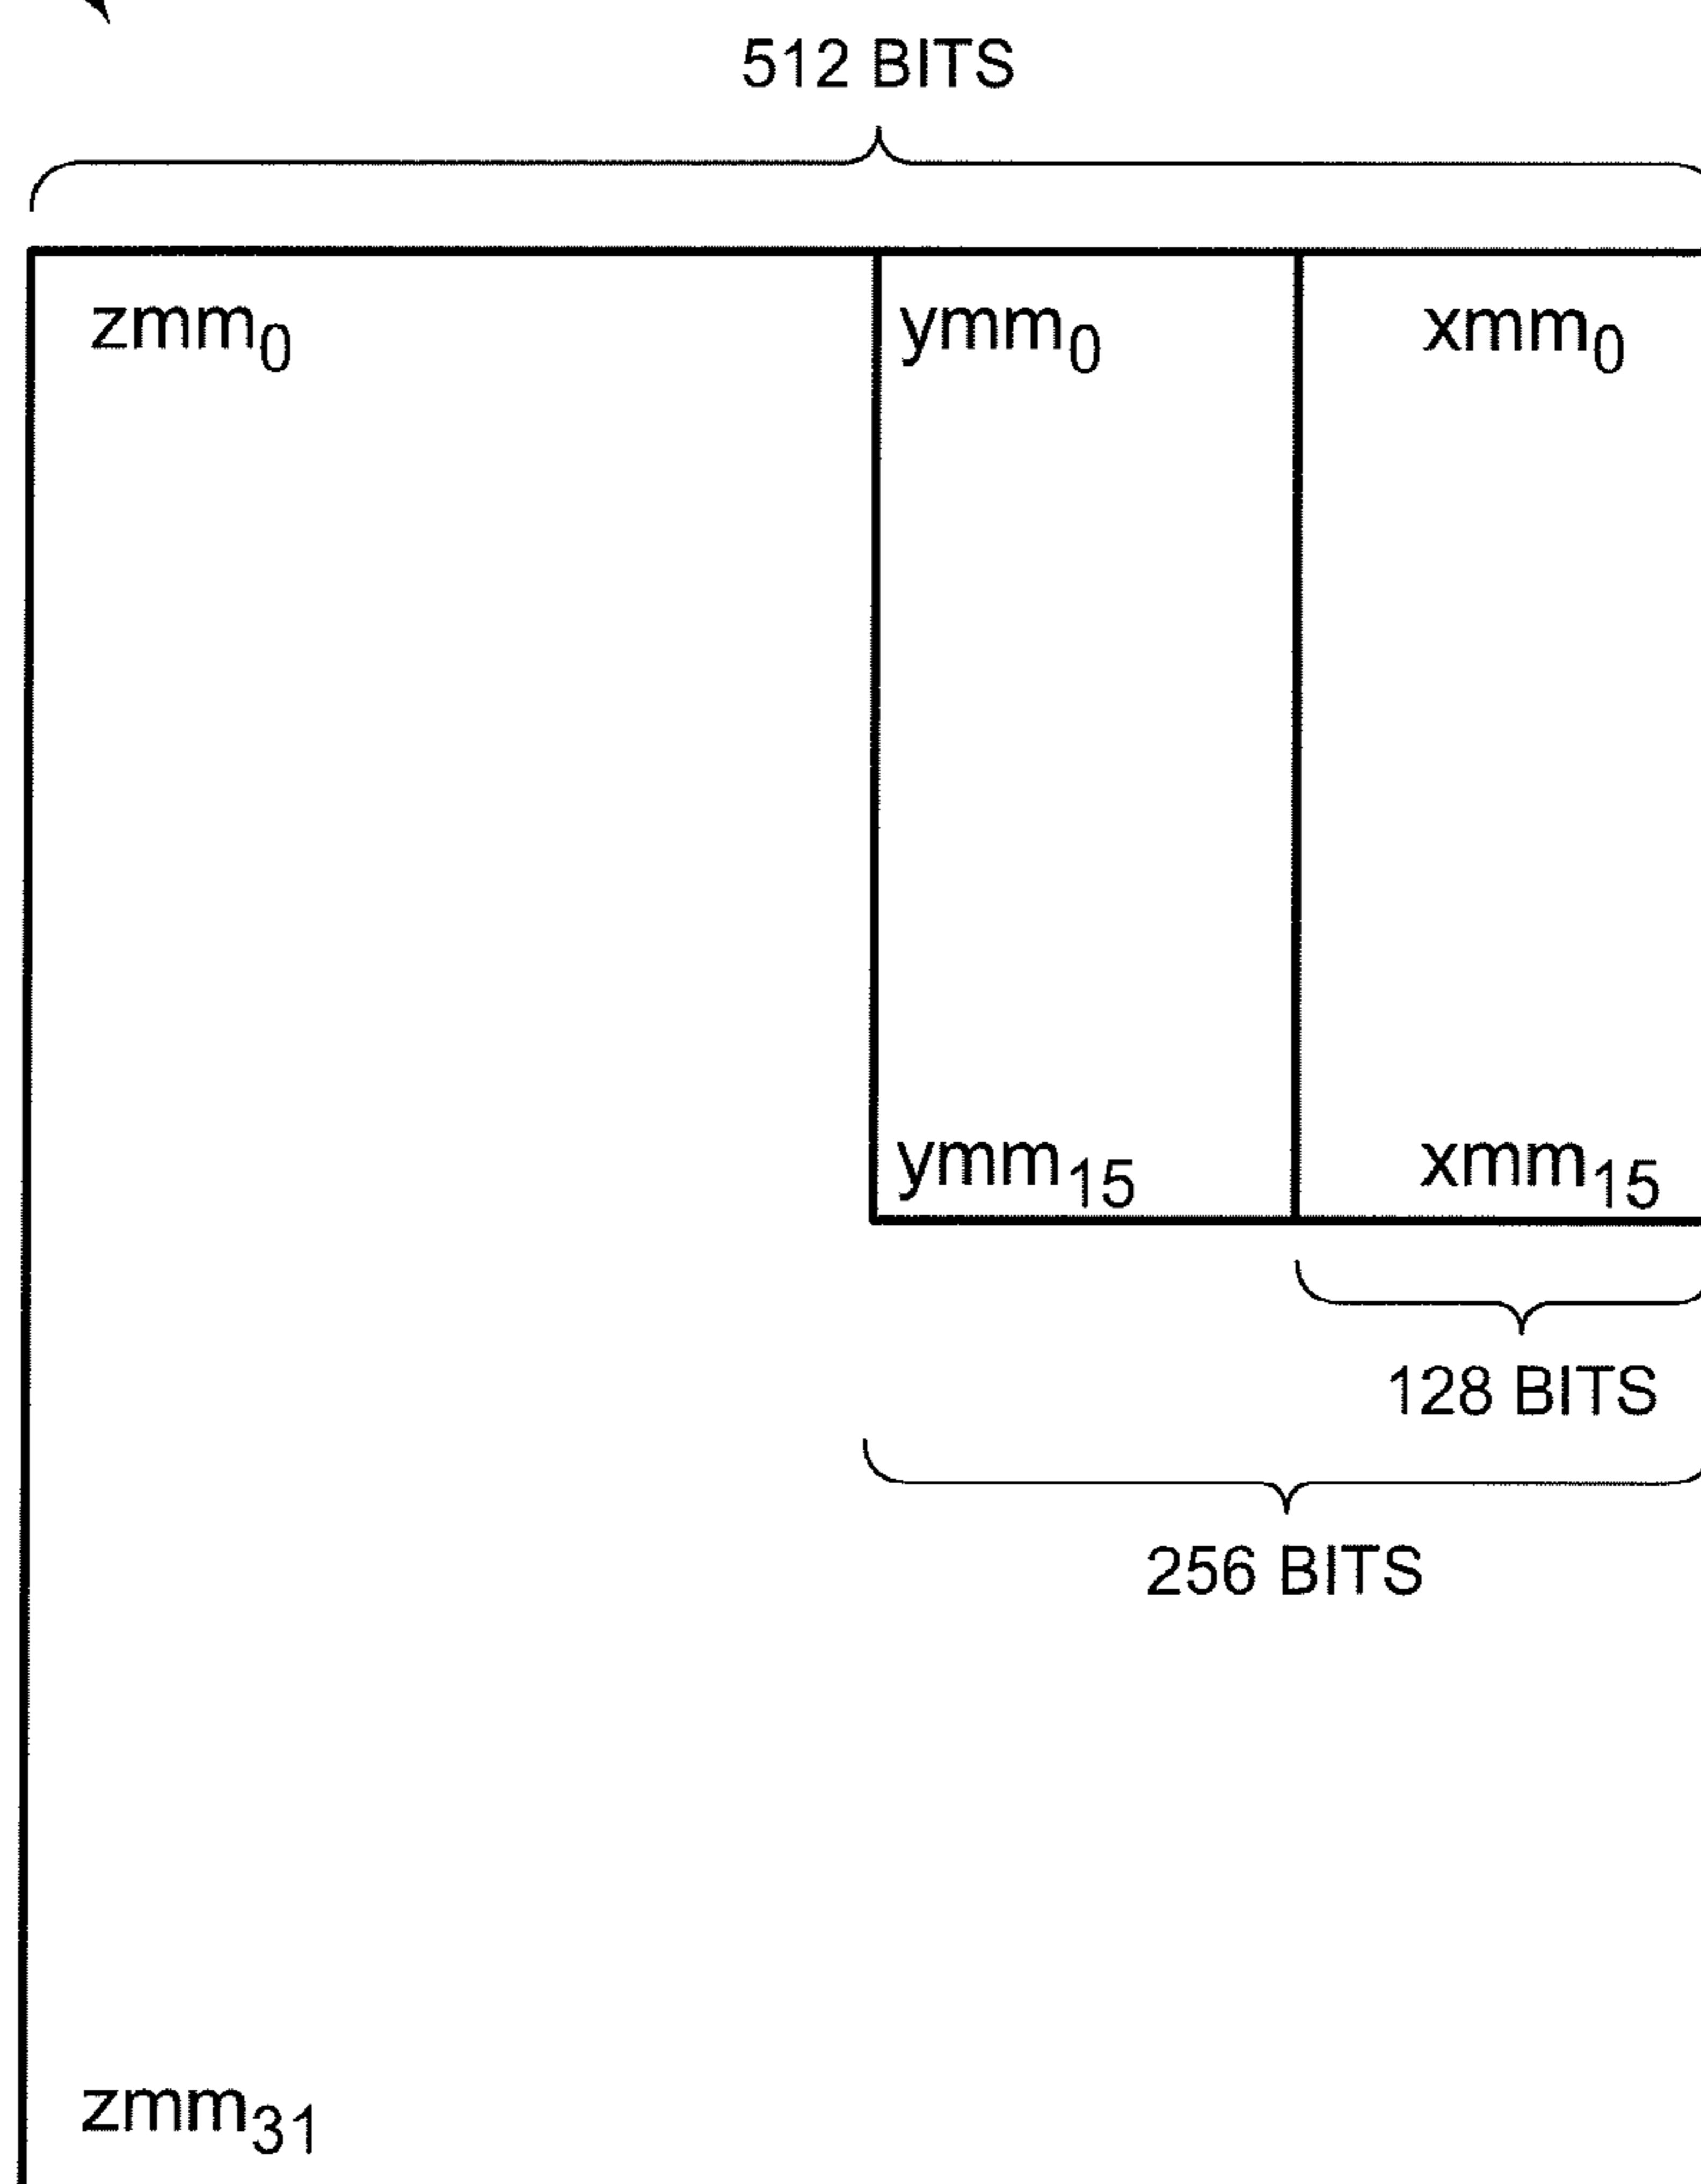 512 BITS
zmm₀ ymm₀ xmm₀
ymm₁₅ xmm₁₅
128 BITS
256 BITS
zmm₃₁